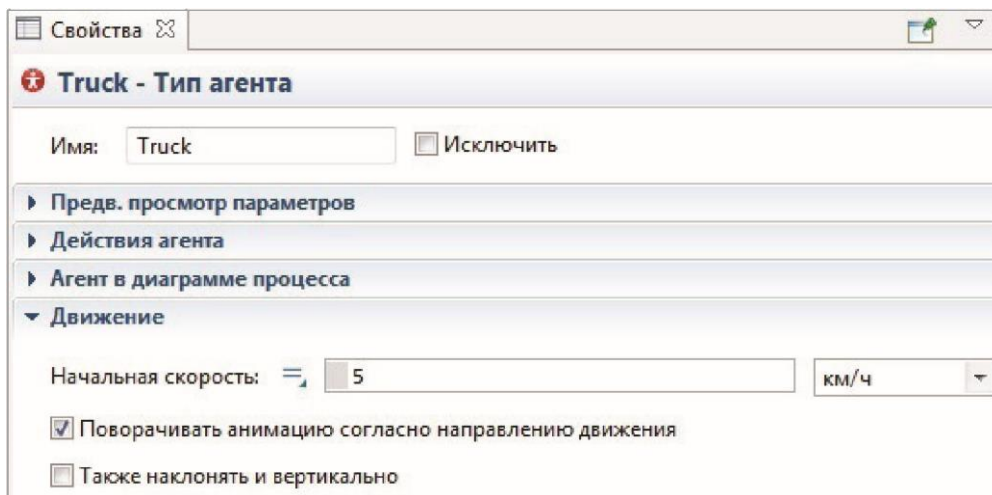 Свойства
Truck - Тип агента
Имя: Truck Исключить
Предв. просмотр параметров
Действия агента
Агент в диаграмме процесса
Движение
Начальная скорость: 5 км/ч
Поворачивать анимацию согласно направлению движения
Также наклонять и вертикально